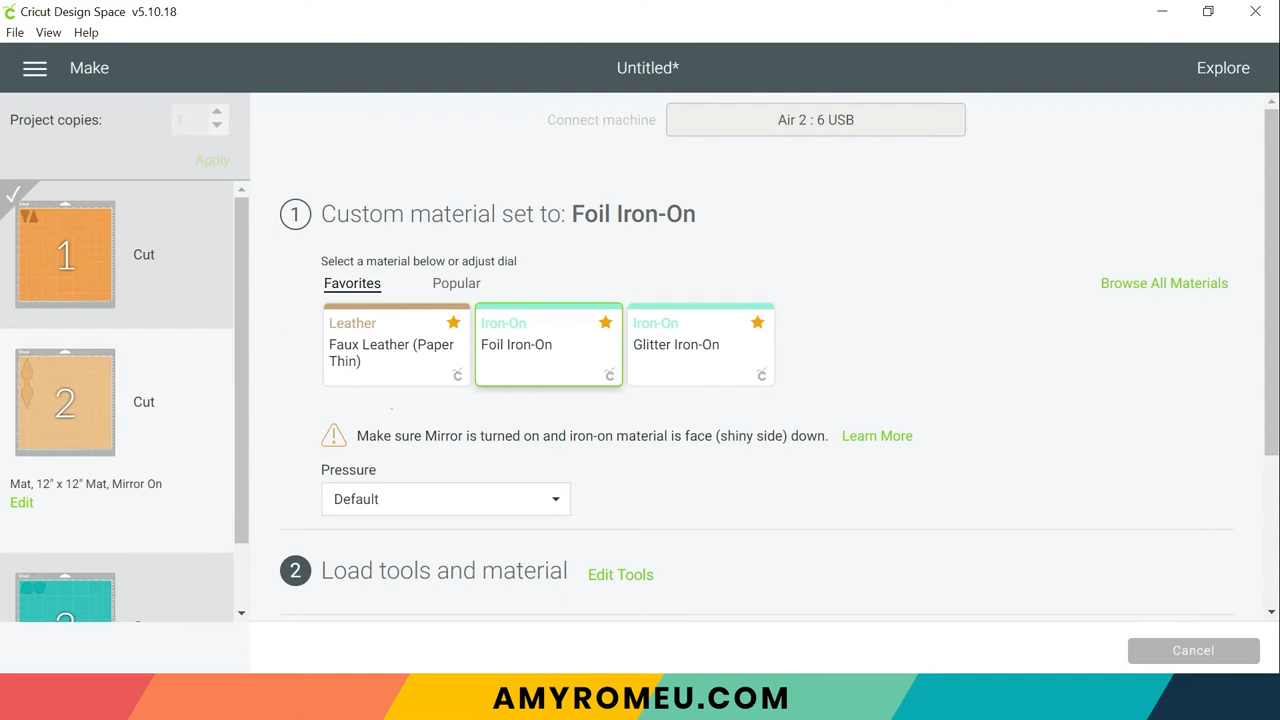 Cricut Design Space v5.10.18
File View Help
Make
Untitled*
Explore
Project copies:
1
Apply
Connect machine
Air 2 : 6 USB
1
Cut
2
Cut
Mat, 12" x 12" Mat, Mirror On
Edit
1 Custom material set to: Foil Iron-On
Select a material below or adjust dial
Favorites Popular
Browse All Materials
Leather
Faux Leather (Paper
Thin)
Iron-On
Foil Iron-On
Iron-On
Glitter Iron-On
Make sure Mirror is turned on and iron-on material is face (shiny side) down. Learn More
Pressure
Default
2 Load tools and material Edit Tools
Cancel
AMYROMEU.COM